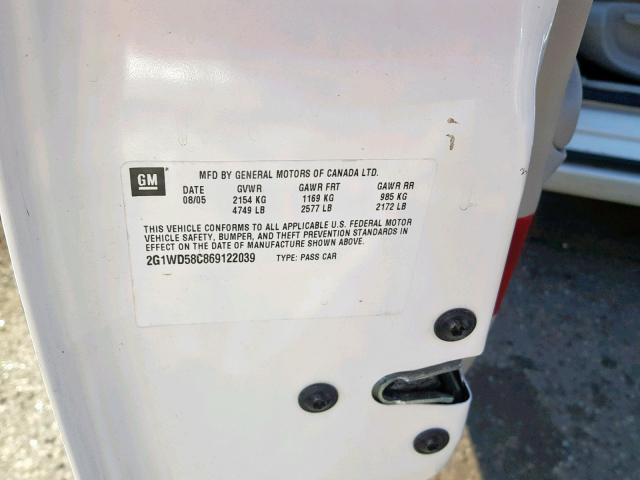 GM
MFD BY GENERAL MOTORS OF CANADA LTD.
DATE GVWR GAWR FRT GAWR RR
08/05 2154 KG 1169 KG 985 KG
4749 LB 2577 LB 2172 LB
THIS VEHICLE CONFORMS TO ALL APPLICABLE U.S. FEDERAL MOTOR
VEHICLE SAFETY, BUMPER, AND THEFT PREVENTION STANDARDS IN
EFFECT ON THE DATE OF MANUFACTURE SHOWN ABOVE.
2G1WD58C869122039 TYPE: PASS CAR